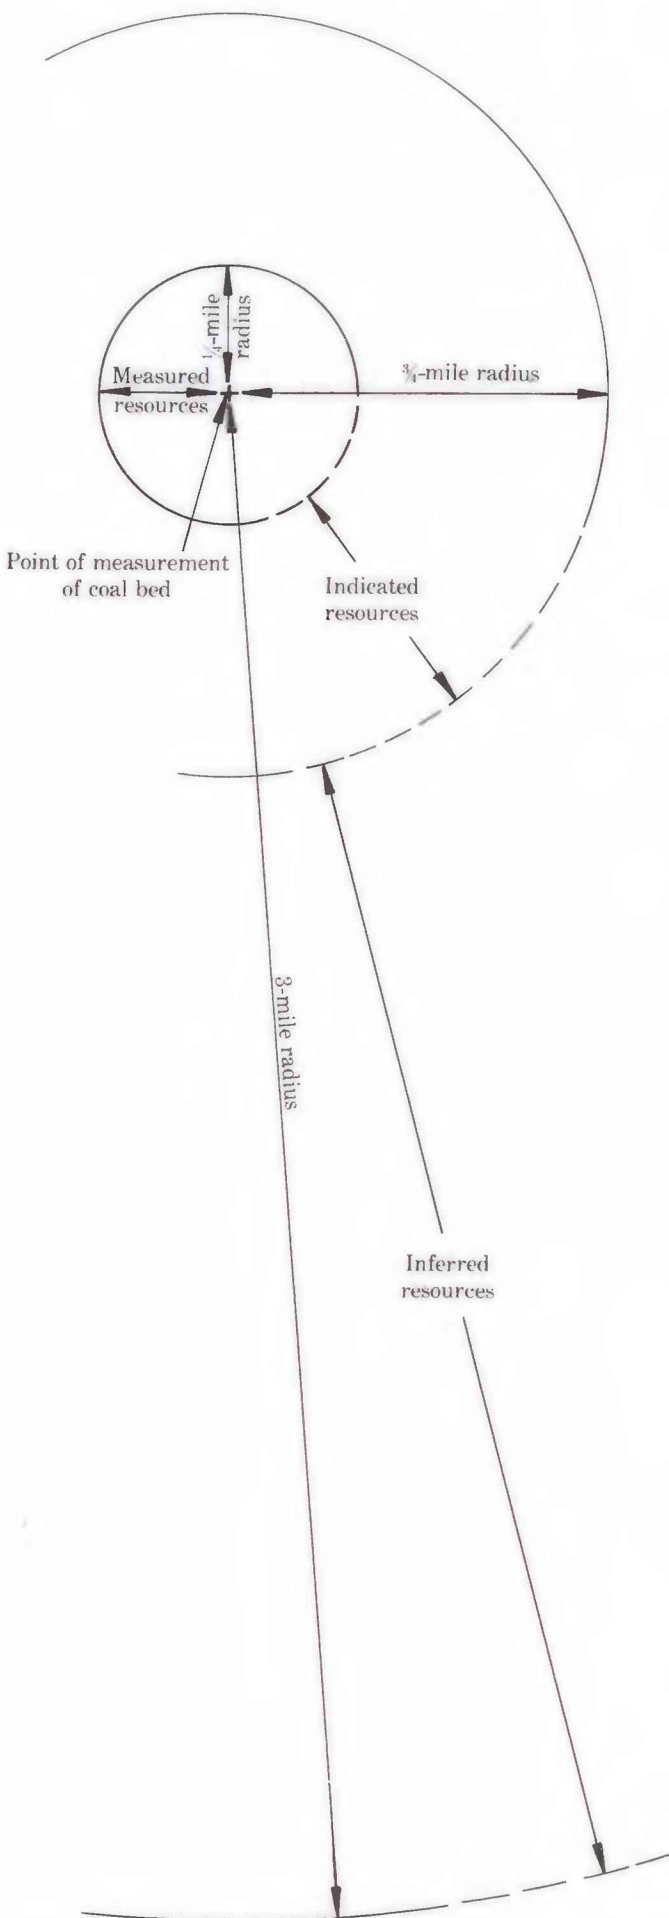 ¼-mile
radius
Measured
resources
¾-mile radius
Point of measurement
of coal bed
Indicated
resources
3-mile radius
Inferred
resources